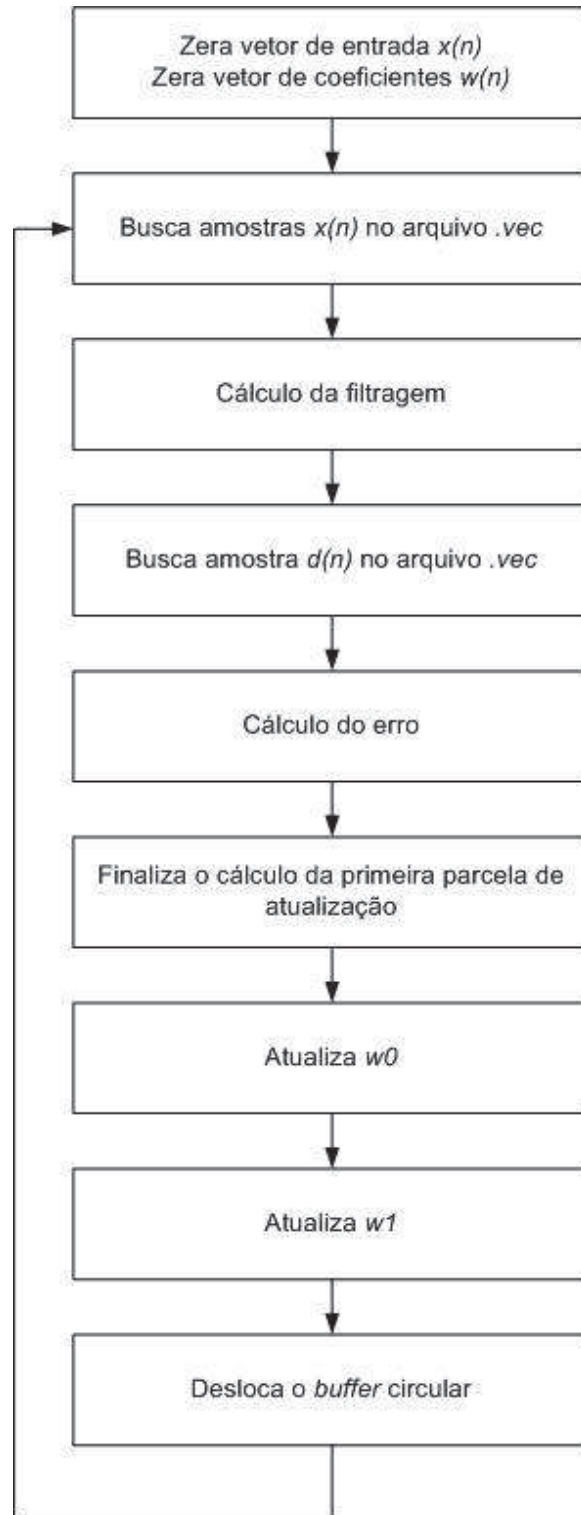 Zera vetor de entrada x(n)
Zera vetor de coeficientes w(n)
Busca amostras x(n) no arquivo .vec
Cálculo da filtragem
Busca amostra d(n) no arquivo .vec
Cálculo do erro
Finaliza o cálculo da primeira parcela de
atualização
Atualiza w0
Atualiza w1
Desloca o buffer circular